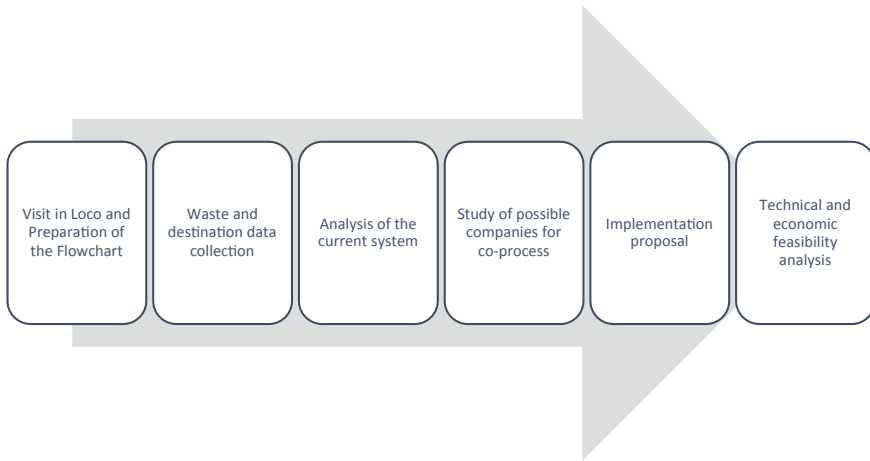 Visit in Loco and
Preparation of
the Flowchart
Waste and
destination data
collection
Analysis of the
current system
Study of possible
companies for
co-process
Implementation
proposal
Technical and
economic
feasibility
analysis